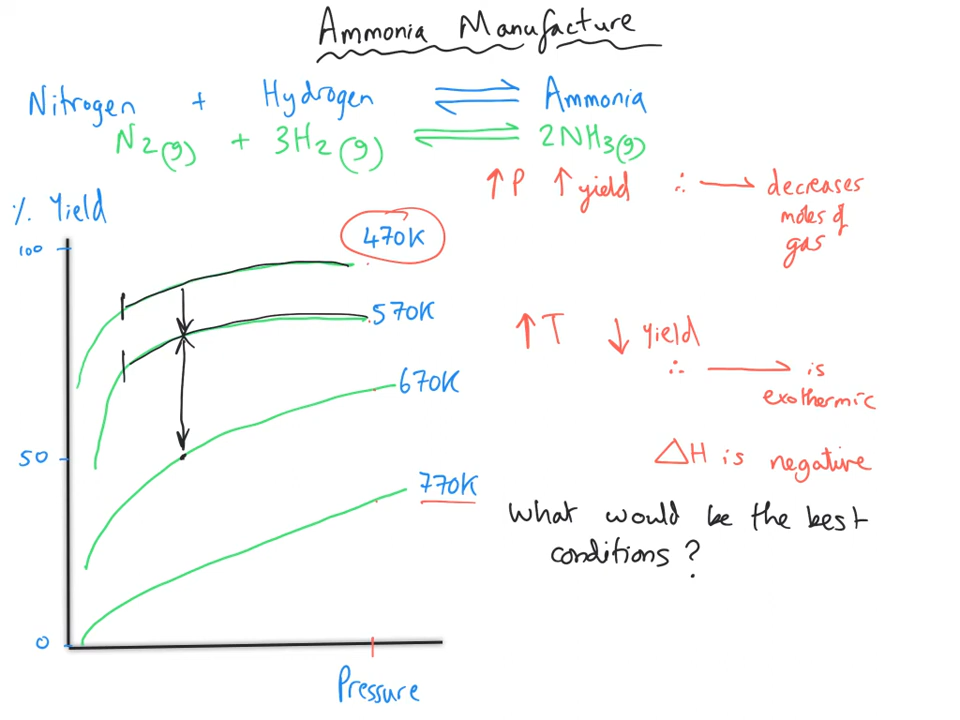 Ammonia Manufacture
Nitrogen + Hydrogen ⇌ Ammonia
N2(g) + 3H2(g) ⇌ 2NH3(g)
↑P ↑yield ∴ → decreases
moles of
gas
% Yield
100
470K
570K
↑T ↓ yield
∴ → is
exothermic
670K
50
△H is negative
770K
What would be the best
conditions?
0
Pressure